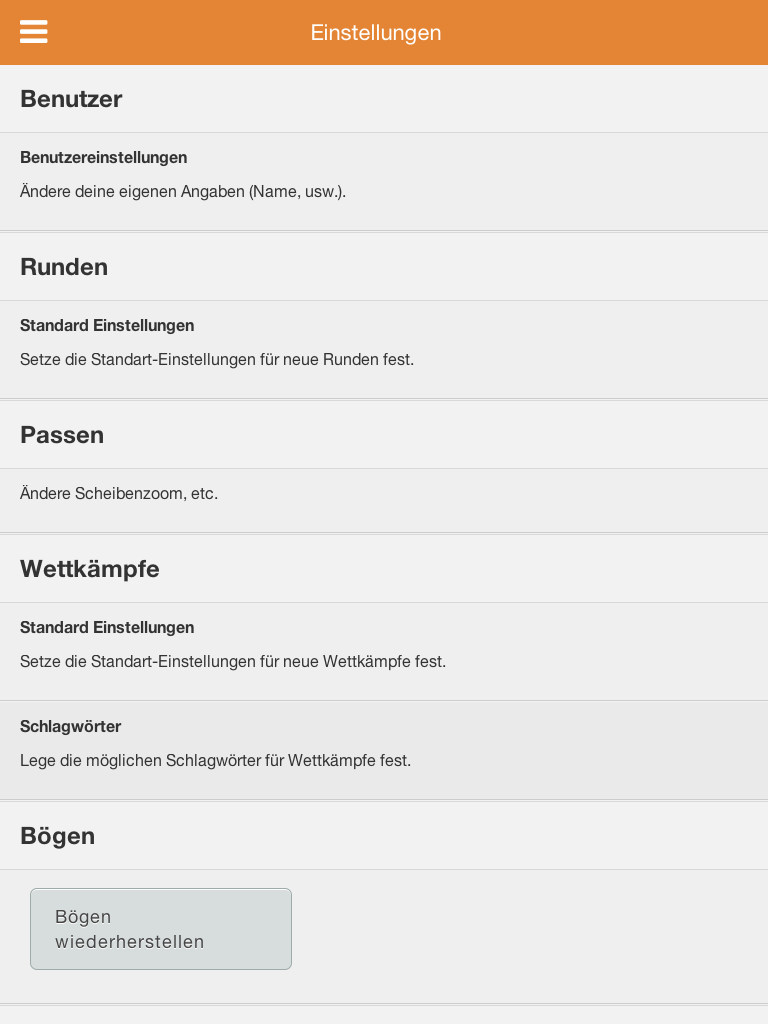 Einstellungen
Benutzer
Benutzereinstellungen
Ändere deine eigenen Angaben (Name, usw.).
Runden
Standard Einstellungen
Setze die Standart-Einstellungen für neue Runden fest.
Passen
Ändere Scheibenzoom, etc.
Wettkämpfe
Standard Einstellungen
Setze die Standart-Einstellungen für neue Wettkämpfe fest.
Schlagwörter
Lege die möglichen Schlagwörter für Wettkämpfe fest.
Bögen
Bögen
wiederherstellen